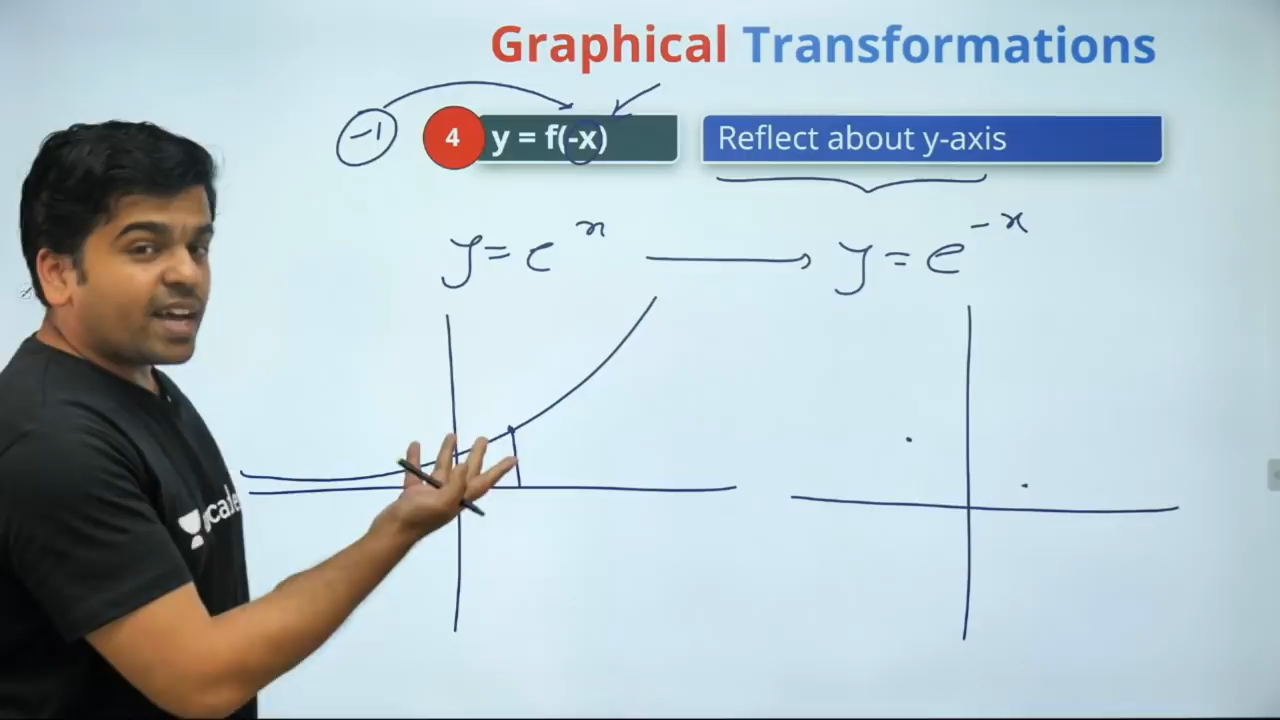 Graphical Transformations
-1
4 y = f(-x) Reflect about y-axis
y = e^x → y = e^-x